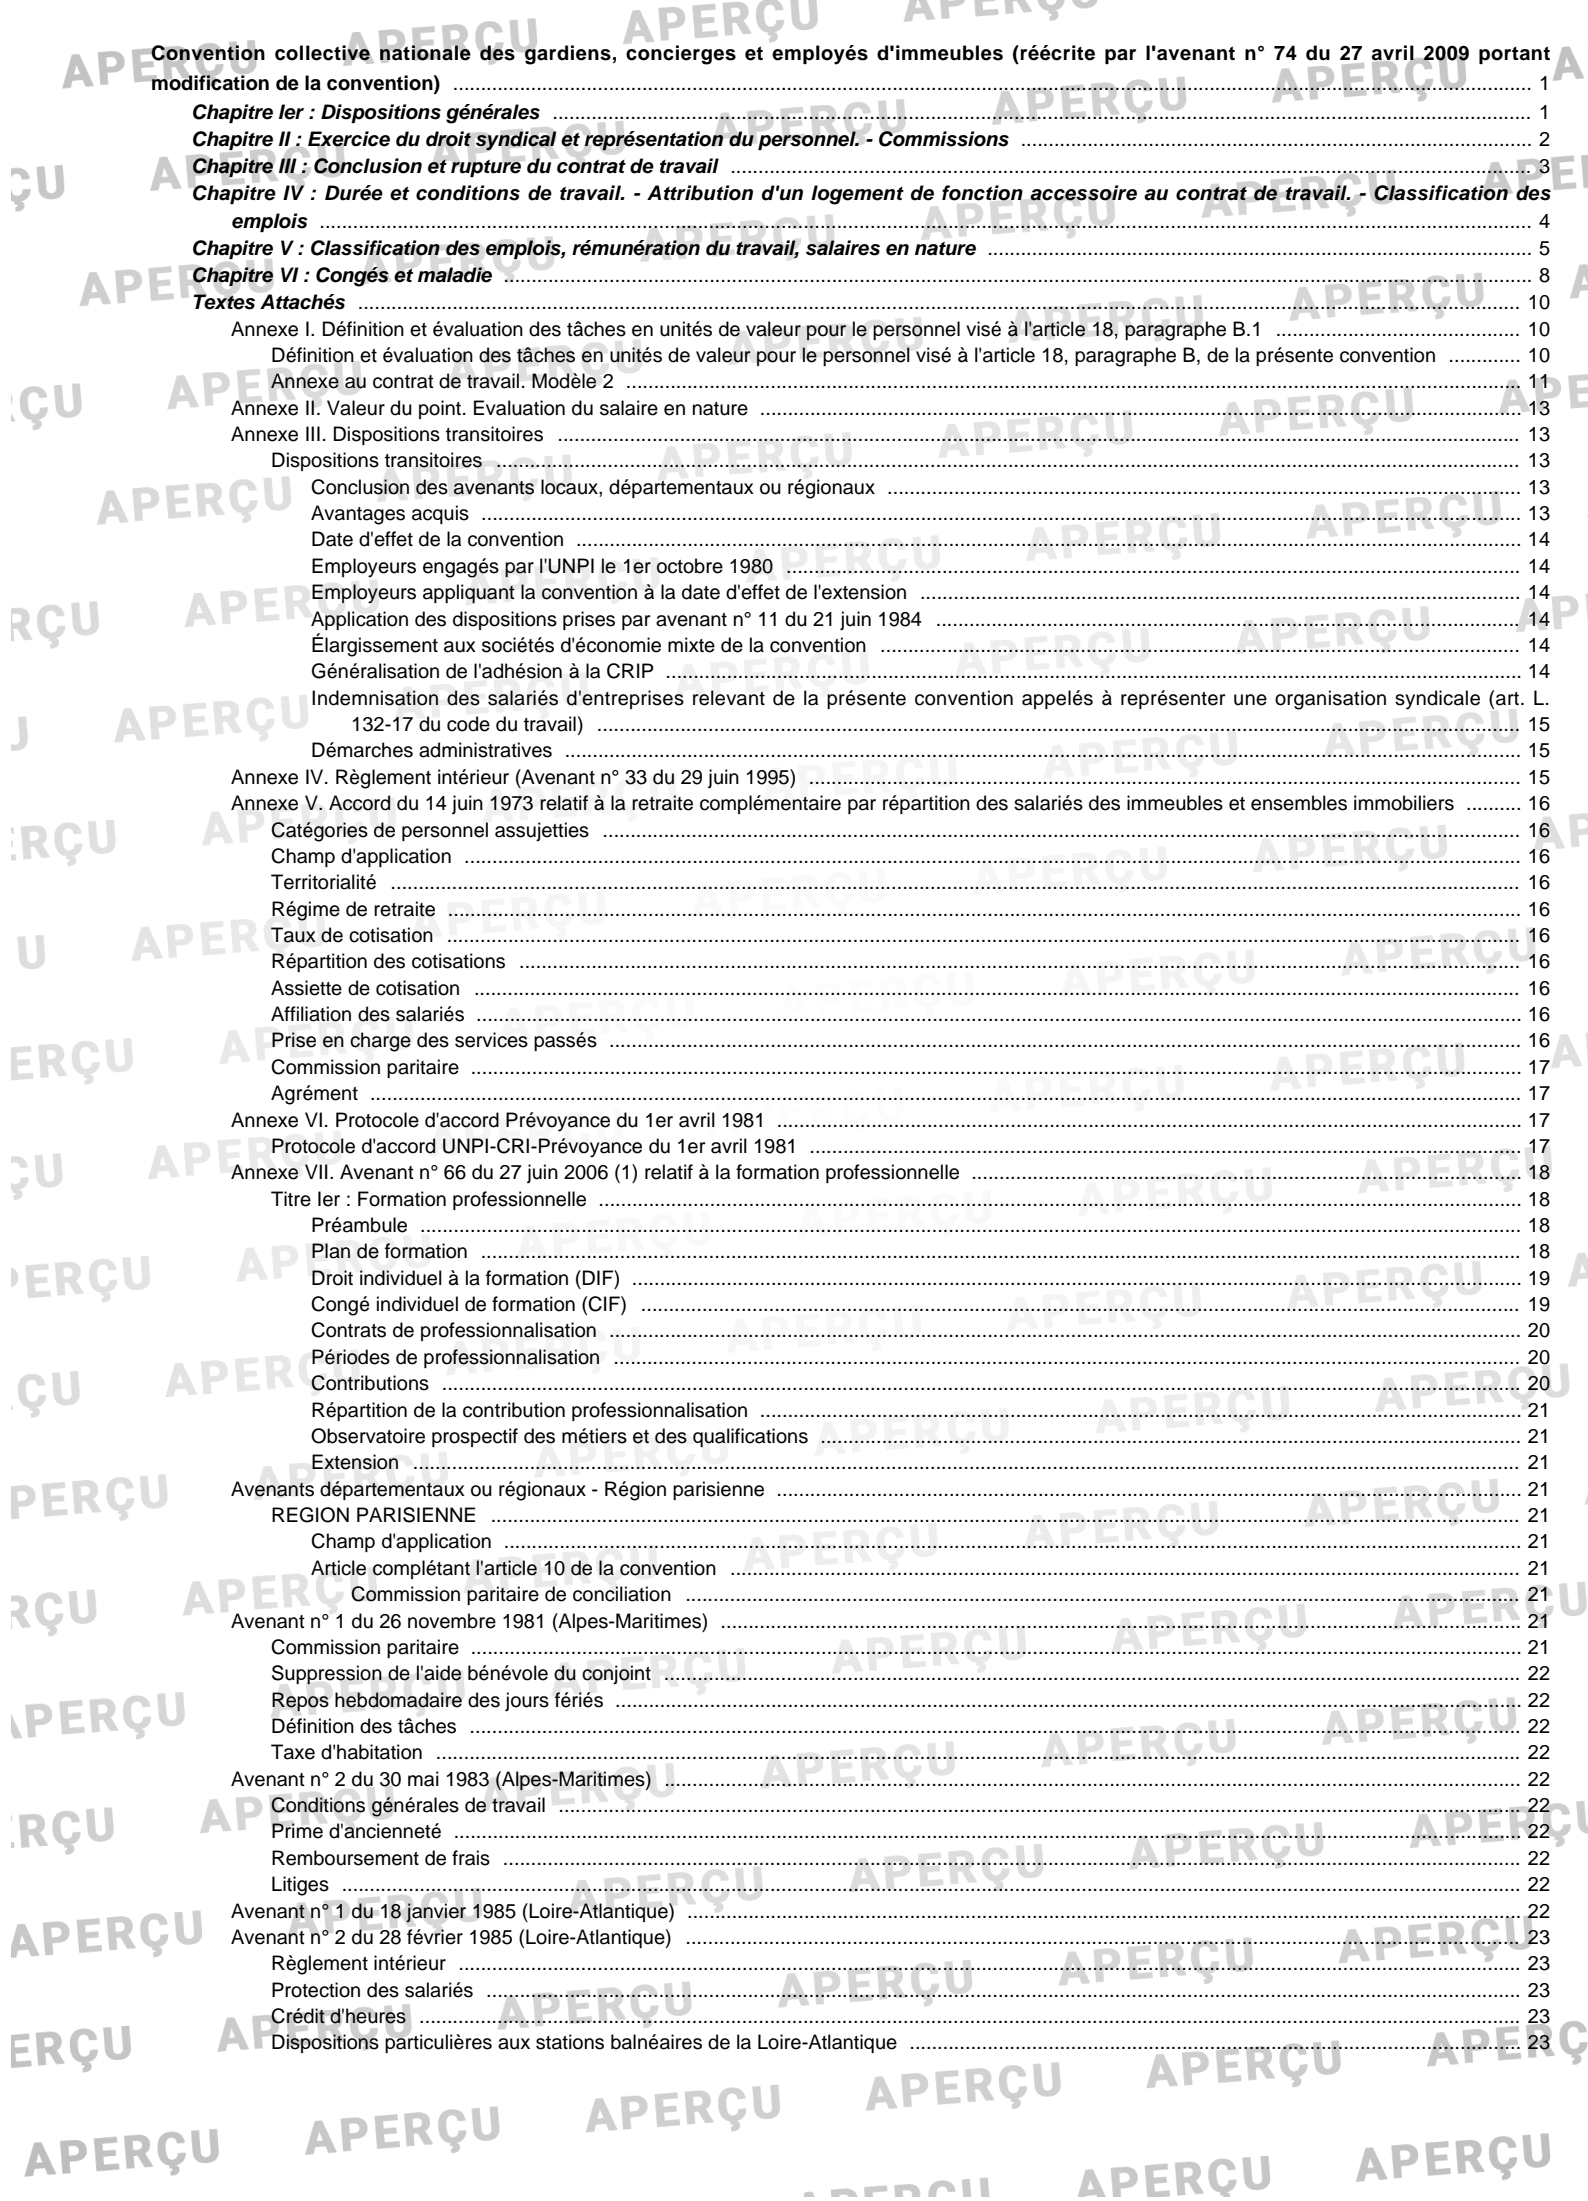 Convention collective nationale des gardiens, concierges et employés d'immeubles (réécrite par l'avenant n° 74 du 27 avril 2009 portant
modification de la convention) 1
Chapitre Ier : Dispositions générales 1
Chapitre II : Exercice du droit syndical et représentation du personnel. - Commissions 2
Chapitre III : Conclusion et rupture du contrat de travail 3
Chapitre IV : Durée et conditions de travail. - Attribution d'un logement de fonction accessoire au contrat de travail. - Classification des
emplois 4
Chapitre V : Classification des emplois, rémunération du travail, salaires en nature 5
Chapitre VI : Congés et maladie 8
Textes Attachés 10
Annexe I. Définition et évaluation des tâches en unités de valeur pour le personnel visé à l'article 18, paragraphe B.1 10
Définition et évaluation des tâches en unités de valeur pour le personnel visé à l'article 18, paragraphe B, de la présente convention 10
Annexe au contrat de travail. Modèle 2 11
Annexe II. Valeur du point. Evaluation du salaire en nature 13
Annexe III. Dispositions transitoires 13
Dispositions transitoires 13
Conclusion des avenants locaux, départementaux ou régionaux 13
Avantages acquis 13
Date d'effet de la convention 14
Employeurs engagés par l'UNPI le 1er octobre 1980 14
Employeurs appliquant la convention à la date d'effet de l'extension 14
Application des dispositions prises par avenant n° 11 du 21 juin 1984 14
Élargissement aux sociétés d'économie mixte de la convention 14
Généralisation de l'adhésion à la CRIP 14
Indemnisation des salariés d'entreprises relevant de la présente convention appelés à représenter une organisation syndicale (art. L.
132-17 du code du travail) 15
Démarches administratives 15
Annexe IV. Règlement intérieur (Avenant n° 33 du 29 juin 1995) 15
Annexe V. Accord du 14 juin 1973 relatif à la retraite complémentaire par répartition des salariés des immeubles et ensembles immobiliers 16
Catégories de personnel assujetties 16
Champ d'application 16
Territorialité 16
Régime de retraite 16
Taux de cotisation 16
Répartition des cotisations 16
Assiette de cotisation 16
Affiliation des salariés 16
Prise en charge des services passés 16
Commission paritaire 17
Agrément 17
Annexe VI. Protocole d'accord Prévoyance du 1er avril 1981 17
Protocole d'accord UNPI-CRI-Prévoyance du 1er avril 1981 17
Annexe VII. Avenant n° 66 du 27 juin 2006 (1) relatif à la formation professionnelle 18
Titre Ier : Formation professionnelle 18
Préambule 18
Plan de formation 18
Droit individuel à la formation (DIF) 19
Congé individuel de formation (CIF) 19
Contrats de professionnalisation 20
Périodes de professionnalisation 20
Contributions 20
Répartition de la contribution professionnalisation 21
Observatoire prospectif des métiers et des qualifications 21
Extension 21
Avenants départementaux ou régionaux - Région parisienne 21
REGION PARISIENNE 21
Champ d'application 21
Article complétant l'article 10 de la convention 21
Commission paritaire de conciliation 21
Avenant n° 1 du 26 novembre 1981 (Alpes-Maritimes) 21
Commission paritaire 21
Suppression de l'aide bénévole du conjoint 22
Repos hebdomadaire des jours fériés 22
Définition des tâches 22
Taxe d'habitation 22
Avenant n° 2 du 30 mai 1983 (Alpes-Maritimes) 22
Conditions générales de travail 22
Prime d'ancienneté 22
Remboursement de frais 22
Litiges 22
Avenant n° 1 du 18 janvier 1985 (Loire-Atlantique) 22
Avenant n° 2 du 28 février 1985 (Loire-Atlantique) 23
Règlement intérieur 23
Protection des salariés 23
Crédit d'heures 23
Dispositions particulières aux stations balnéaires de la Loire-Atlantique 23
APERÇU